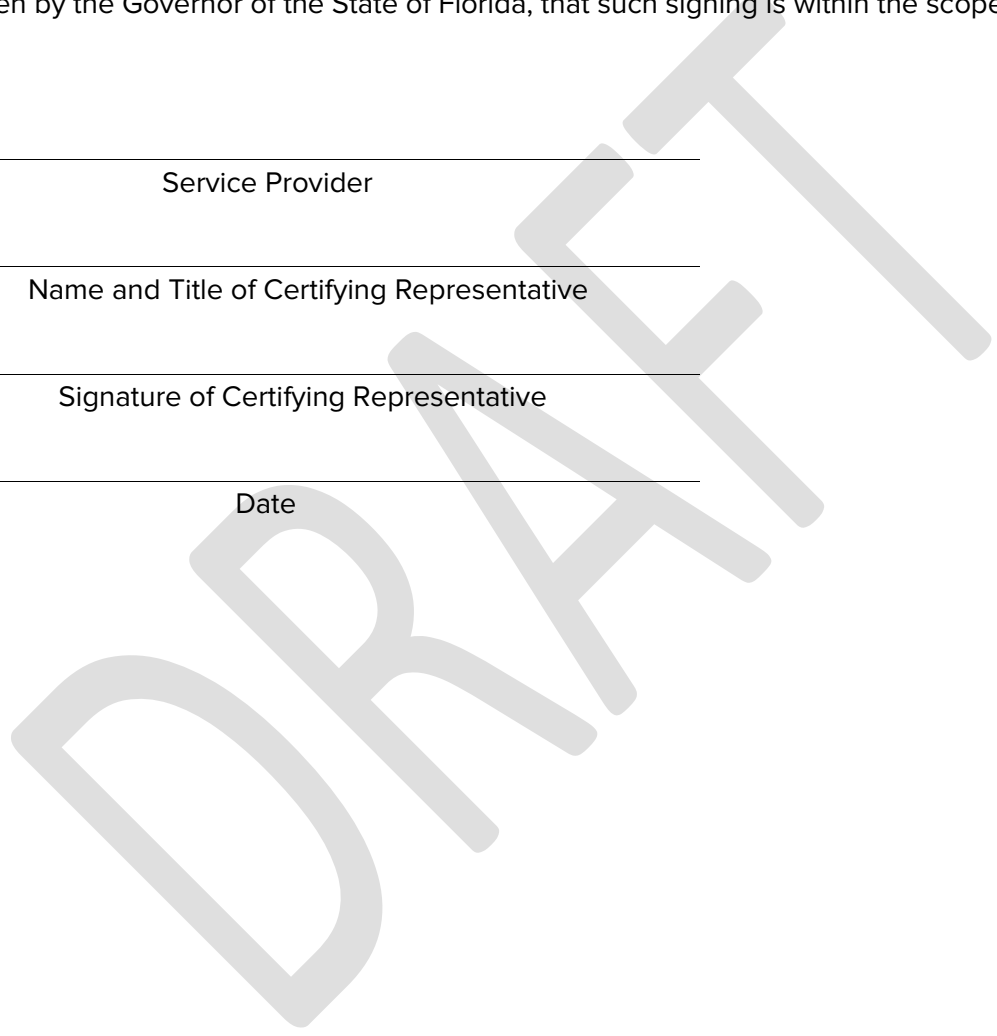 by the Governor of the State of Florida, that such signing is within the scope
Service Provider
Name and Title of Certifying Representative
Signature of Certifying Representative
Date
DRAFT